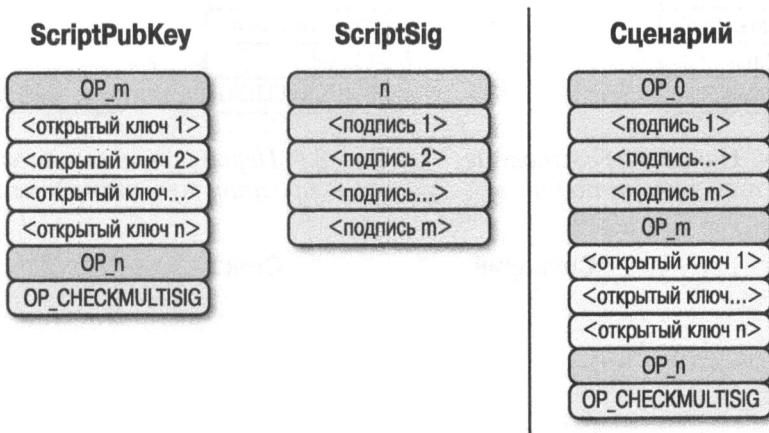 ScriptPubKey
OP_m
<открытый ключ 1>
<открытый ключ 2>
<открытый ключ...>
<открытый ключ n>
OP_n
OP_CHECKMULTISIG
ScriptSig
n
<подпись 1>
<подпись 2>
<подпись...>
<подпись m>
Сценарий
OP_0
<подпись 1>
<подпись...>
<подпись m>
OP_m
<открытый ключ 1>
<открытый ключ...>
<открытый ключ n>
OP_n
OP_CHECKMULTISIG